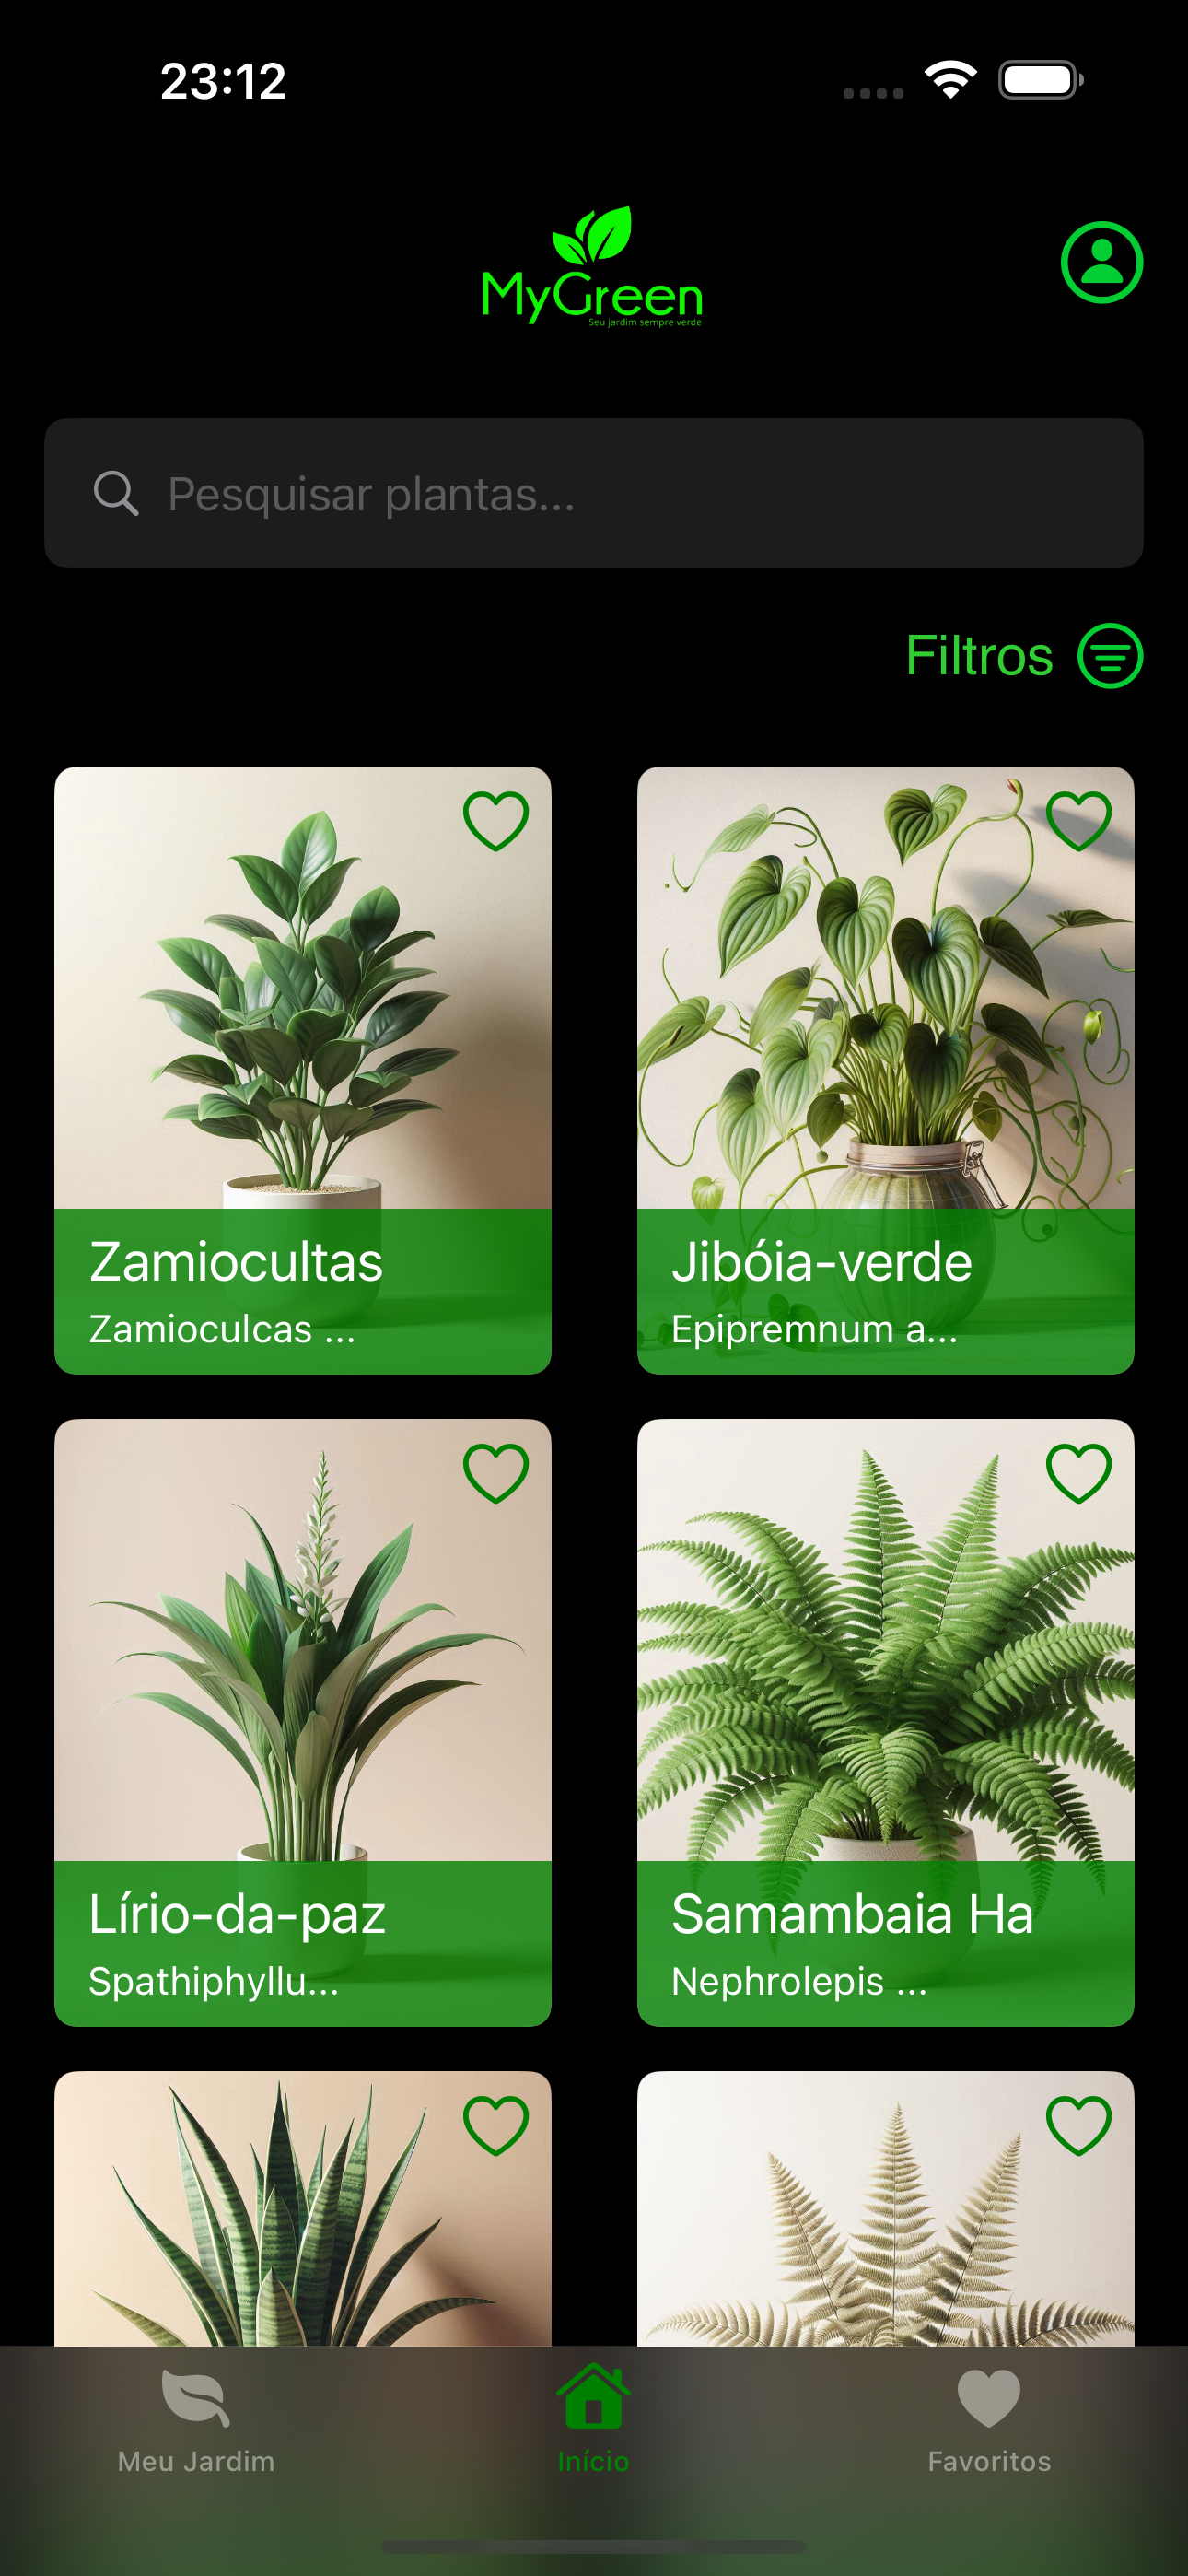 23:12
MyGreen
Seu jardim sempre verde
Pesquisar plantas...
Filtros
Zamiocultas
Zamioculcas ...
Jibóia-verde
Epipremnum a...
Lírio-da-paz
Spathiphyllu...
Samambaia Ha
Nephrolepis ...
Meu Jardim
Início
Favoritos